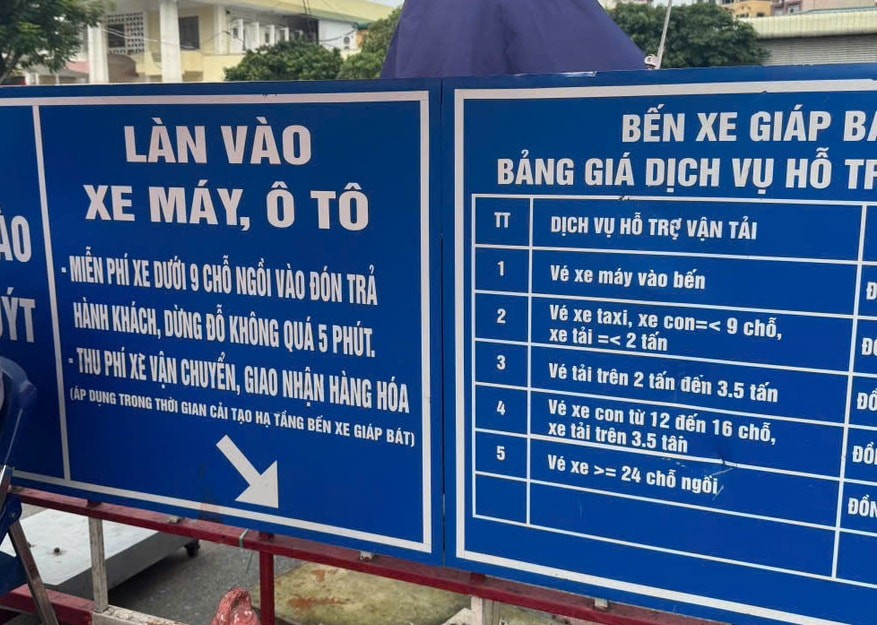 LÀN VÀO
XE MÁY, Ô TÔ
- MIỄN PHÍ XE DƯỚI 9 CHỖ NGỒI VÀO ĐÓN TRẢ
HÀNH KHÁCH, DỪNG ĐỖ KHÔNG QUÁ 5 PHÚT.
- THU PHÍ XE VẬN CHUYỂN, GIAO NHẬN HÀNG HÓA
(ÁP DỤNG TRONG THỜI GIAN CẢI TẠO HẠ TẦNG BẾN XE GIÁP BÁT)
BẾN XE GIÁP
BẢNG GIÁ DỊCH VỤ HỖ
TT DỊCH VỤ HỖ TRỢ VẬN TẢI
1 Vé xe máy vào bến
2 Vé xe taxi, xe con=< 9 chỗ,
xe tải =< 2 tấn
3 Vé tải trên 2 tấn đến 3.5 tấn
4 Vé xe con từ 12 đến 16 chỗ,
xe tải trên 3.5 tấn
5 Vé xe >= 24 chỗ ngồi